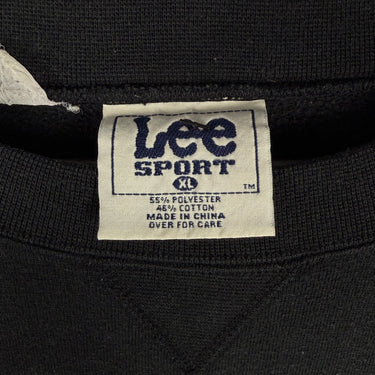 Lee
SPORT
XL
TM
55% POLYESTER
45% COTTON
MADE IN CHINA
OVER FOR CARE